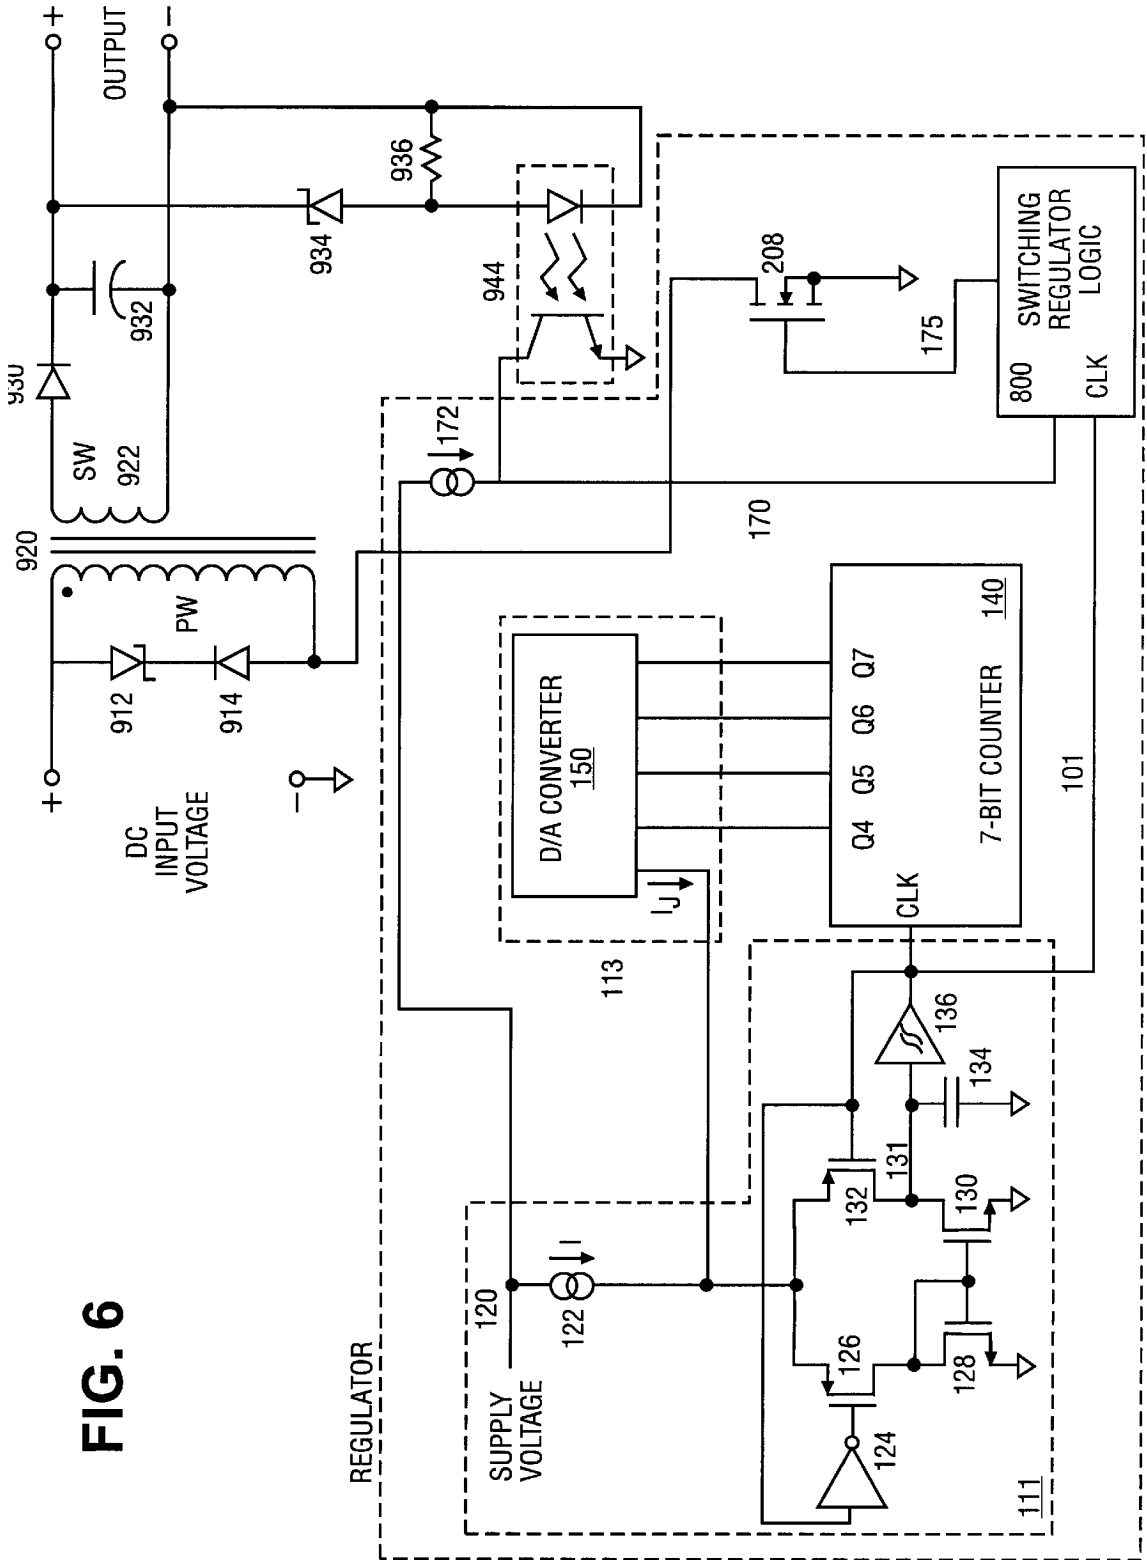 FIG. 6
+
OUTPUT
-
930
932
SW
922
920
PW
912
914
+
-
DC
INPUT
VOLTAGE
934
936
944
REGULATOR
172
170
208
175
SWITCHING
REGULATOR
LOGIC
800
CLK
101
D/A CONVERTER
150
113
IJ
Q4
Q5
Q6
Q7
CLK
7-BIT COUNTER
140
SUPPLY
VOLTAGE
120
122
I
124
126
128
130
131
132
134
136
111